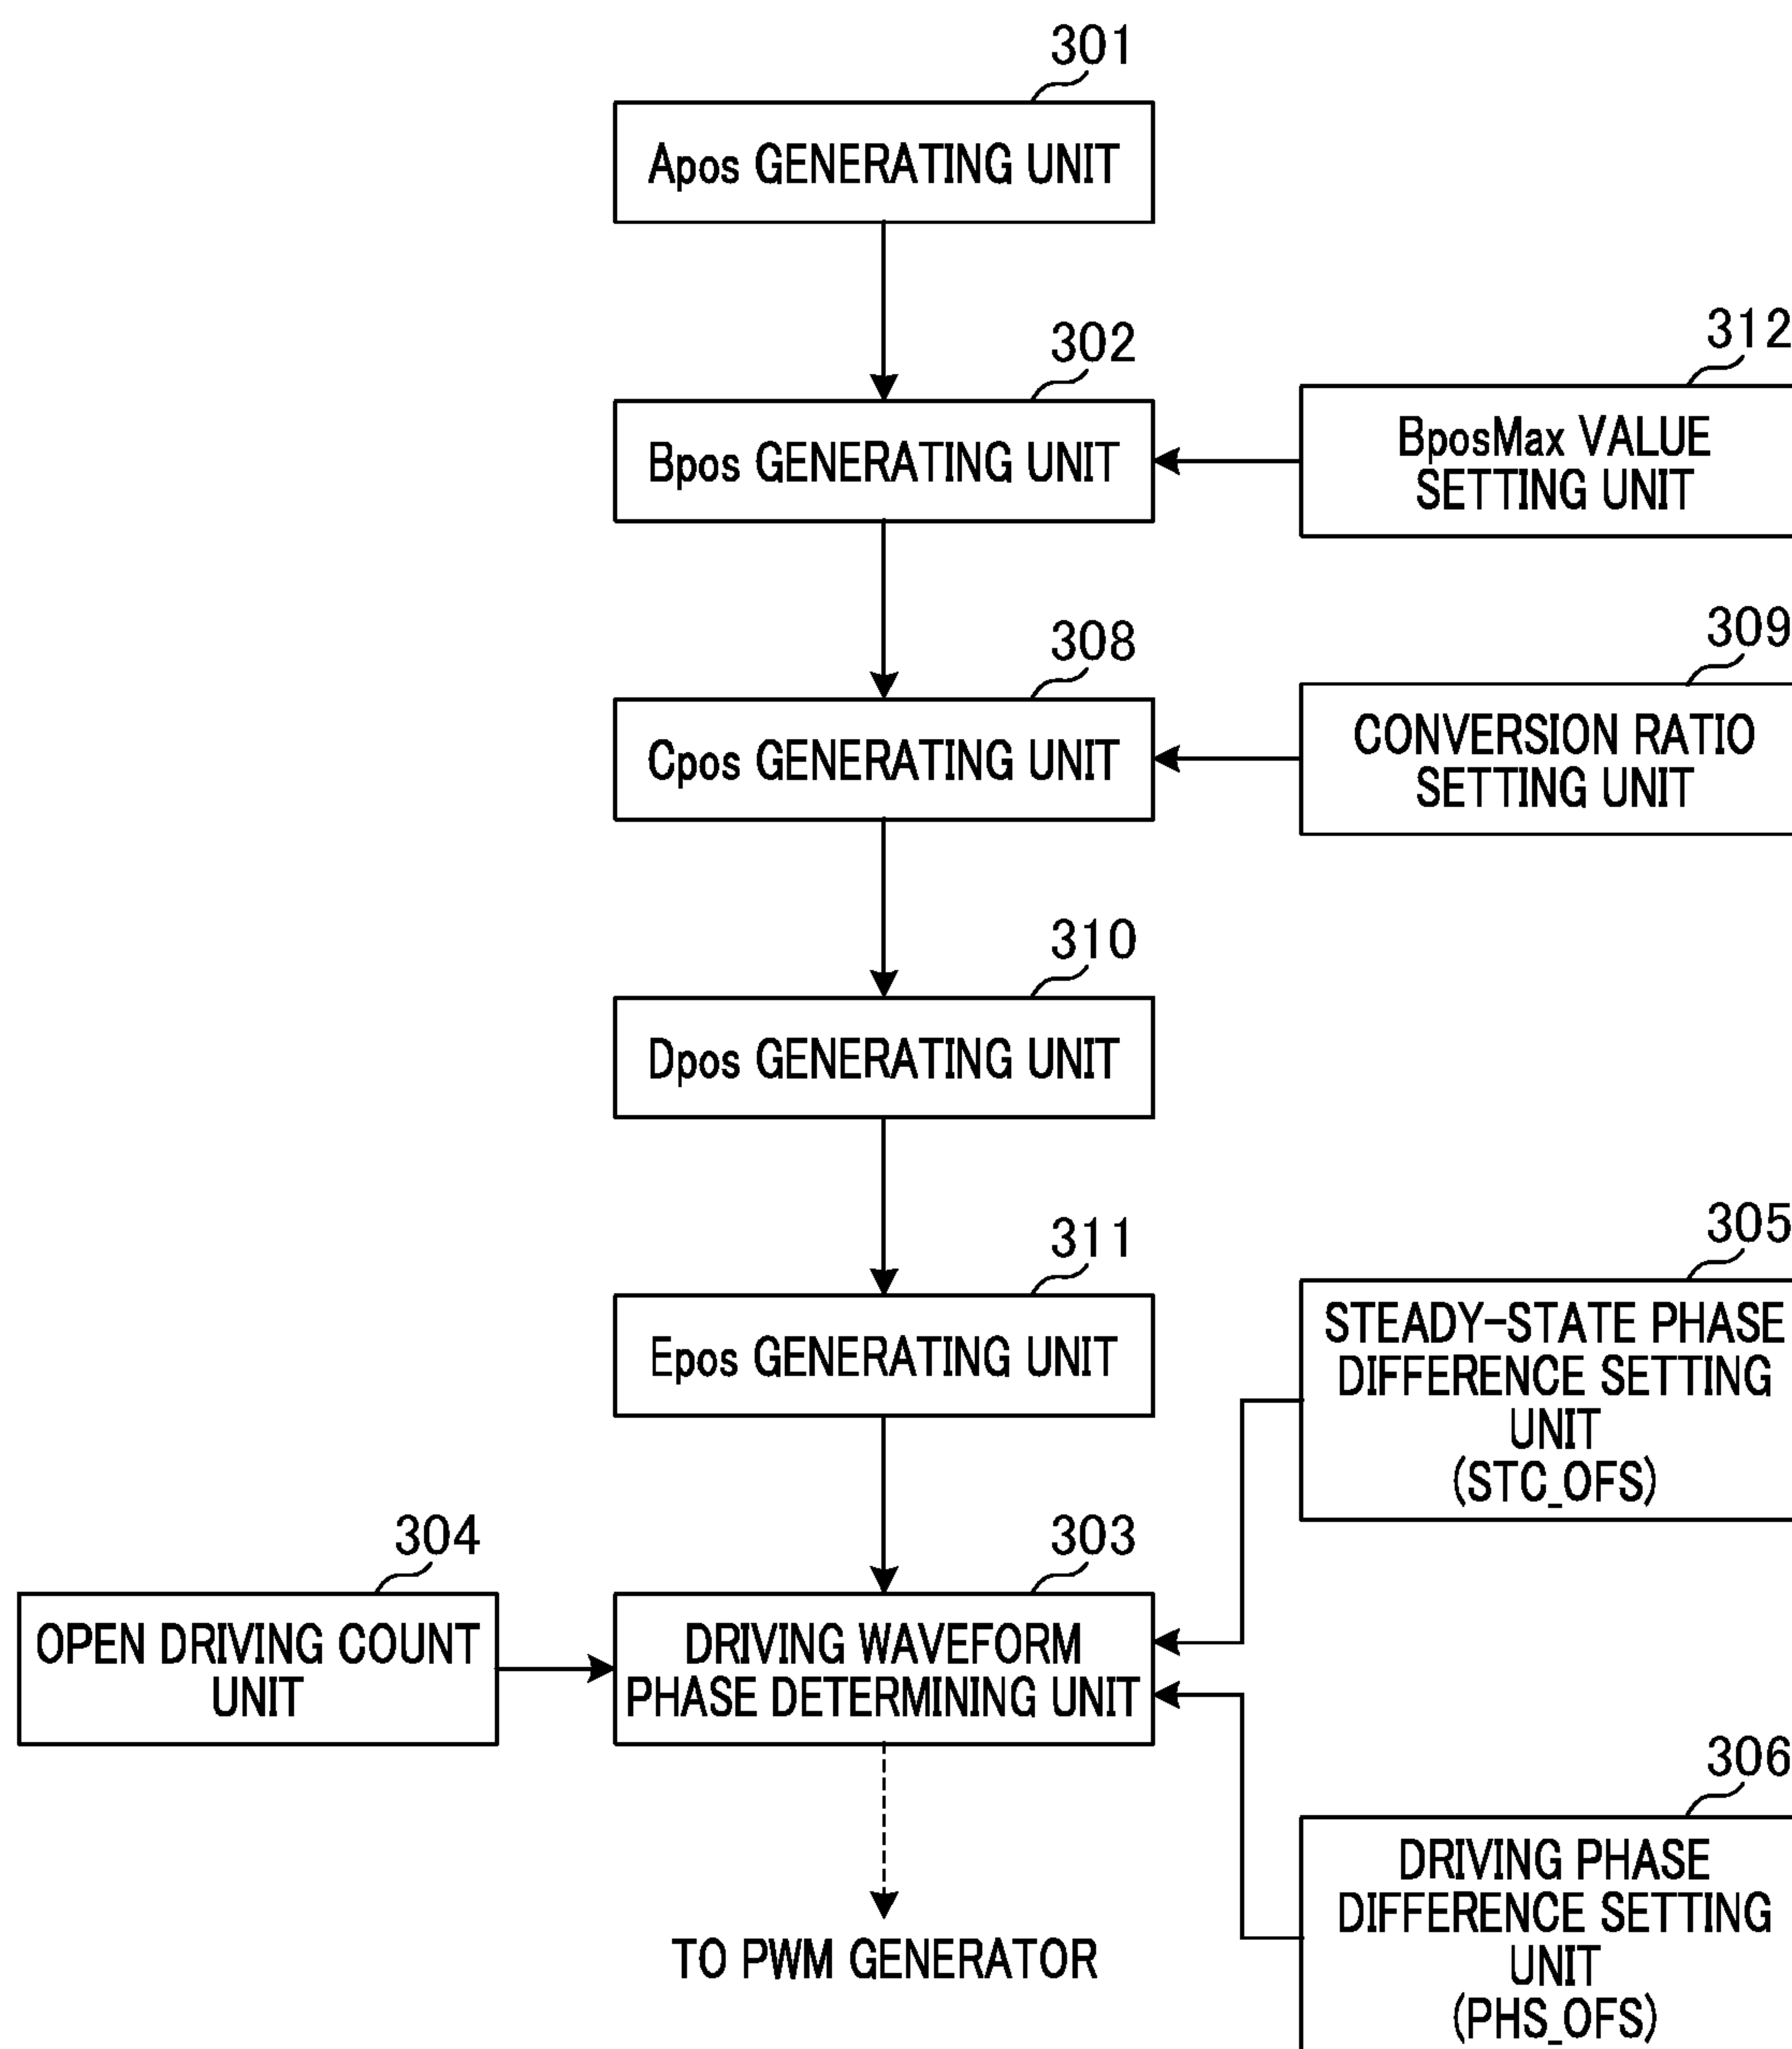 301
Apos GENERATING UNIT
302
Bpos GENERATING UNIT
312
BposMax VALUE
SETTING UNIT
308
Cpos GENERATING UNIT
309
CONVERSION RATIO
SETTING UNIT
310
Dpos GENERATING UNIT
311
Epos GENERATING UNIT
305
STEADY-STATE PHASE
DIFFERENCE SETTING
UNIT
(STC_OFS)
304
OPEN DRIVING COUNT
UNIT
303
DRIVING WAVEFORM
PHASE DETERMINING UNIT
306
DRIVING PHASE
DIFFERENCE SETTING
UNIT
(PHS_OFS)
TO PWM GENERATOR